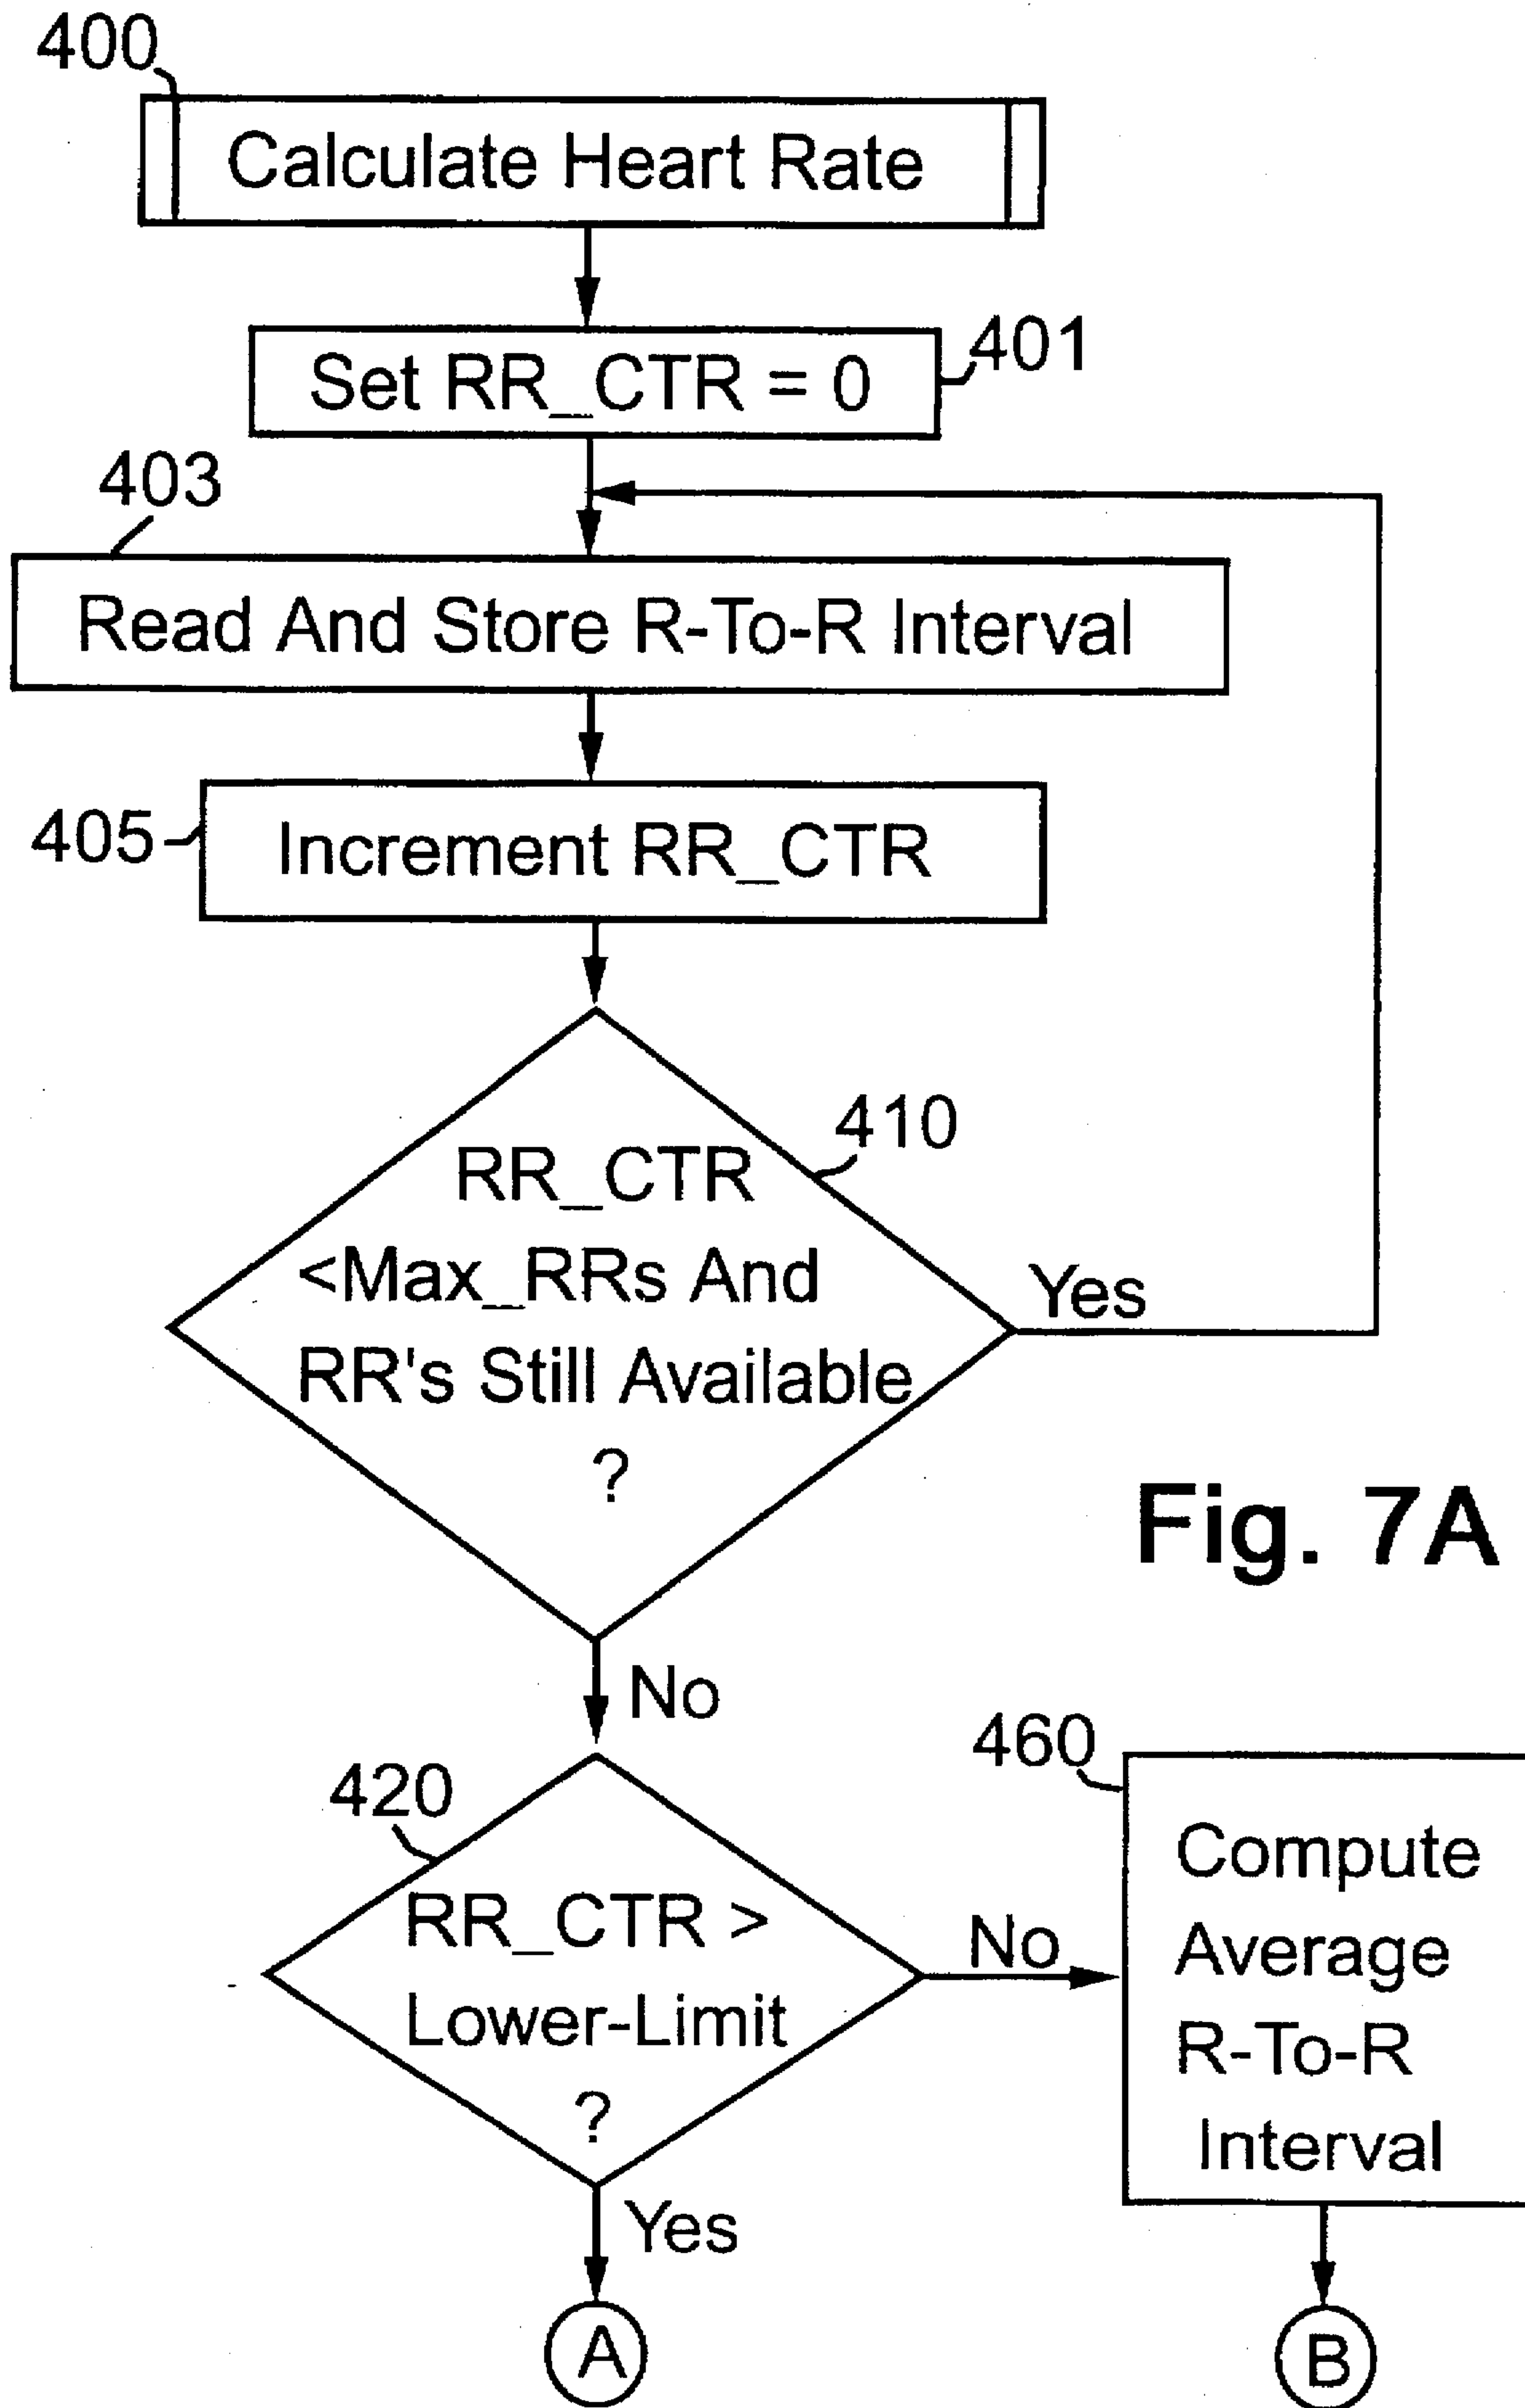 400
Calculate Heart Rate
401
Set RR_CTR = 0
403
Read And Store R-To-R Interval
405
Increment RR_CTR
410
RR_CTR
<Max_RRs And
RR's Still Available
?
Yes
Fig. 7A
No
420
RR_CTR >
Lower-Limit
?
No
460
Compute
Average
R-To-R
Interval
Yes
A
B